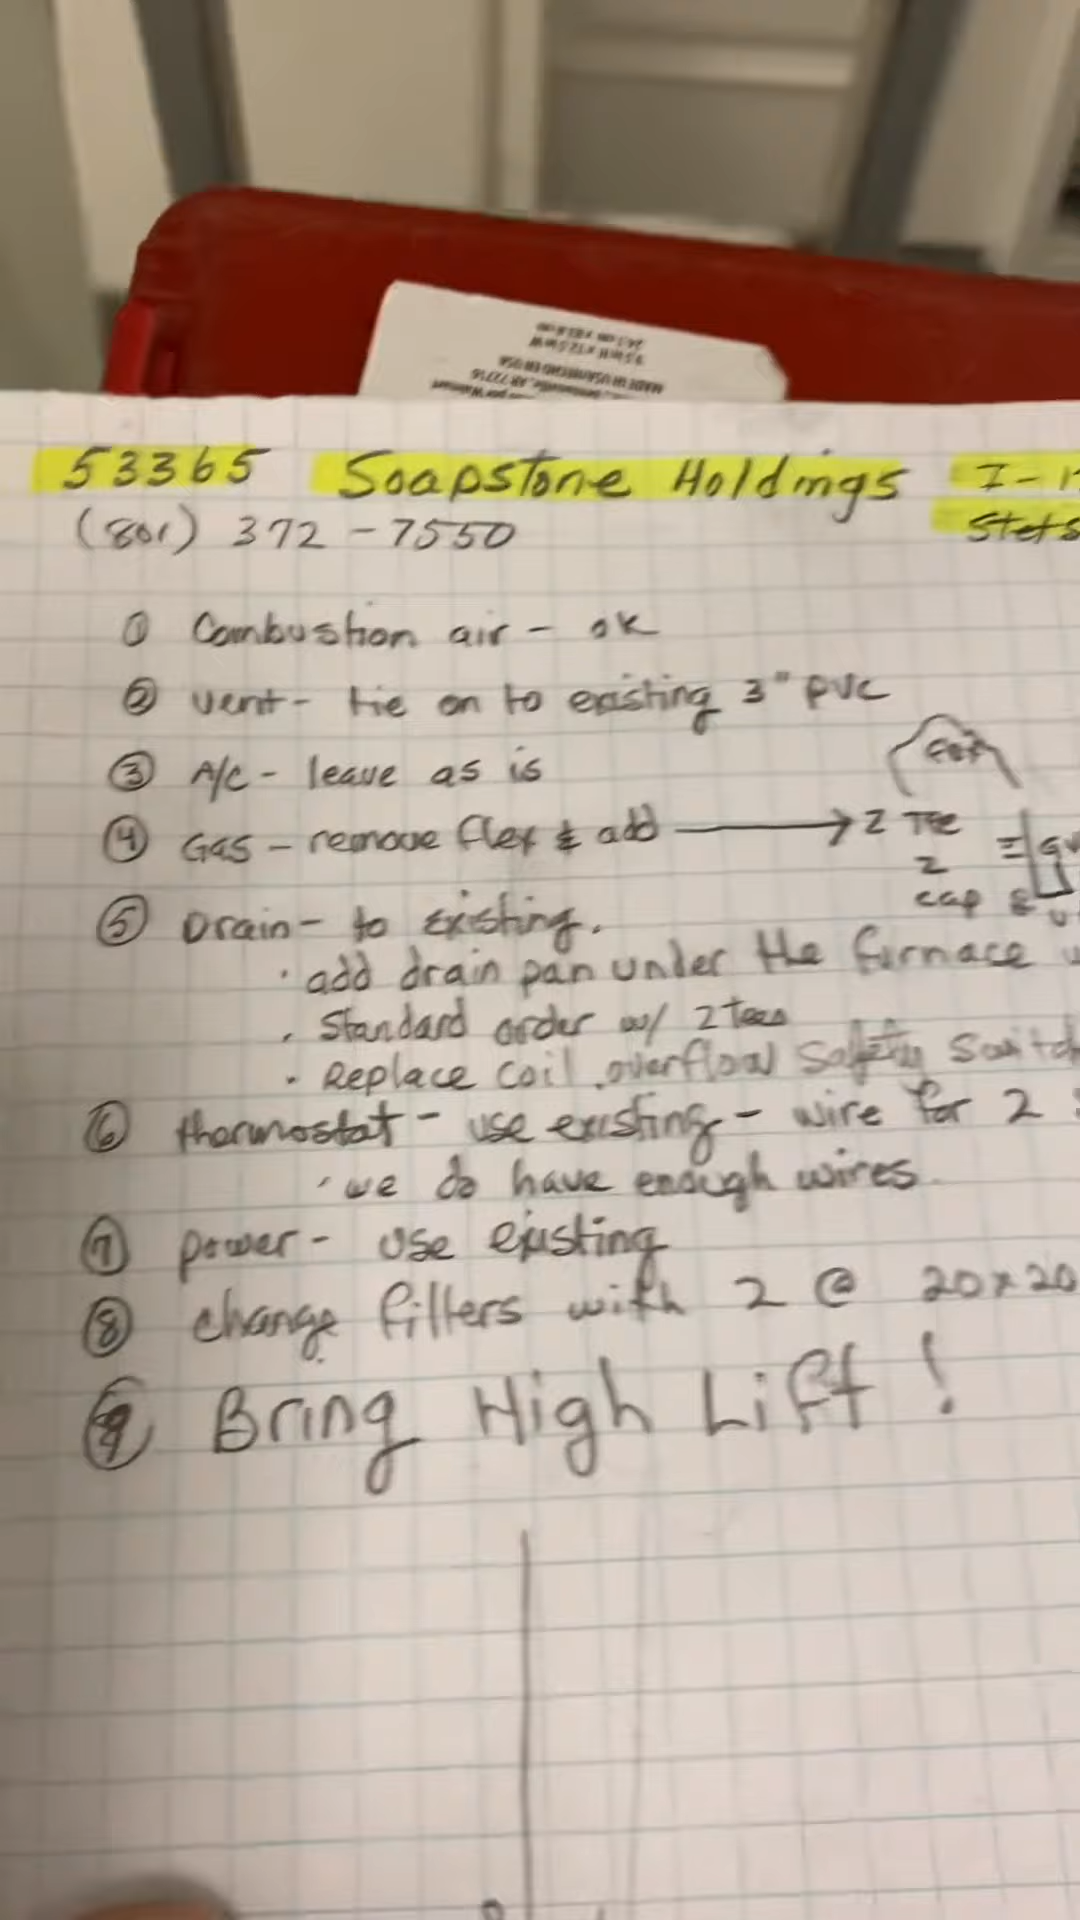 53365 Soapstone Holdings I-
(801) 372-7550
① Combustion air - ok
② vent - tie on to existing 3" pvc
③ A/C - leave as is
④ Gas - remove flex & add → 2 Tee
2
cap &
⑤ Drain - to Existing.
· add drain pan under the furnace
· Standard order w/ 2 Tees
· Replace coil overflow safety switch
⑥ thermostat - use existing - wire for 2
· we do have enough wires.
⑦ power - use existing
⑧ change filters with 2 @ 20x20
⑨ Bring High Lift!